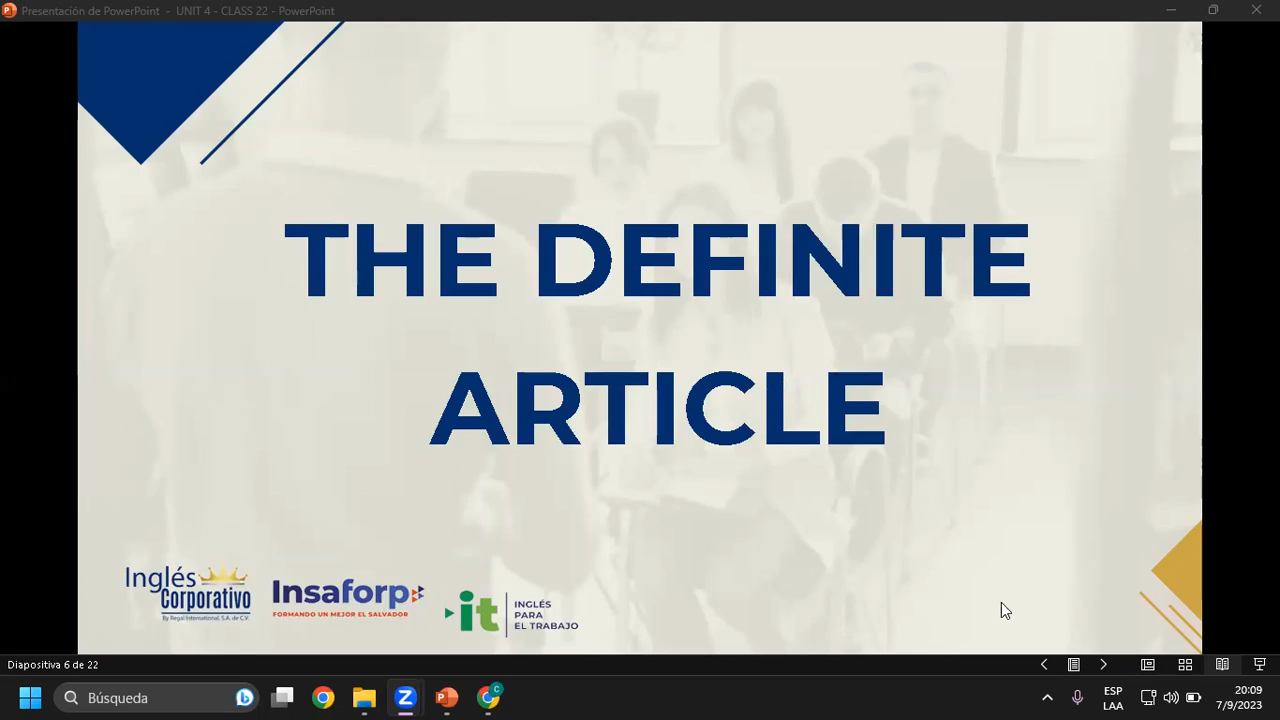 Presentación de PowerPoint - UNIT 4 - CLASS 22 - PowerPoint
THE DEFINITE
ARTICLE
Inglés
Corporativo
By Regal International, S.A. de C.V.
Insaforp
FORMANDO UN MEJOR EL SALVADOR
it
INGLÉS
PARA
EL TRABAJO
Diapositiva 6 de 22
Búsqueda
ESP
LAA
20:09
7/9/2023